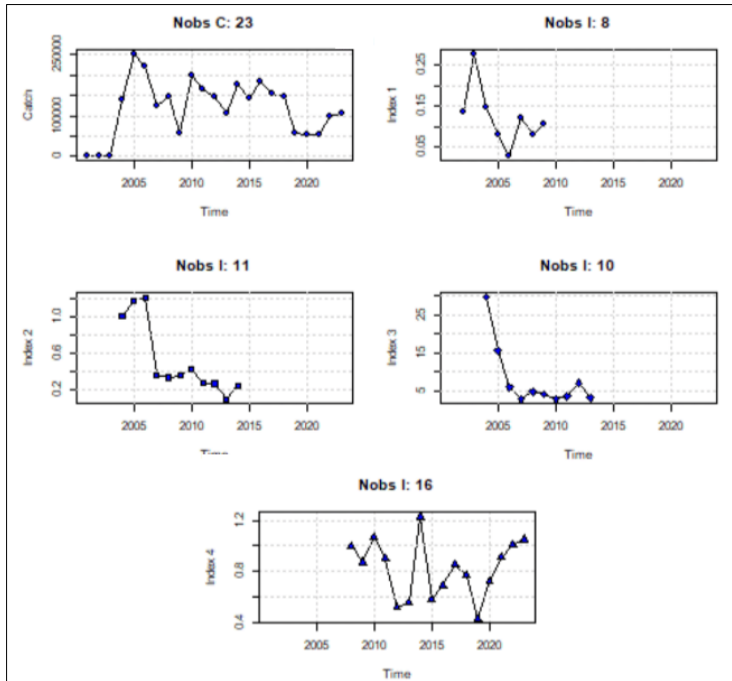 Nobs C: 23
Catch
250000
100000
0
2005 2010 2015 2020
Time
Nobs I: 8
Index 1
0.25
0.15
0.05
2005 2010 2015 2020
Time
Nobs I: 11
Index 2
1.0
0.6
0.2
2005 2010 2015 2020
Time
Nobs I: 10
Index 3
25
15
5
2005 2010 2015 2020
Time
Nobs I: 16
Index 4
1.2
0.8
0.4
2005 2010 2015 2020
Time